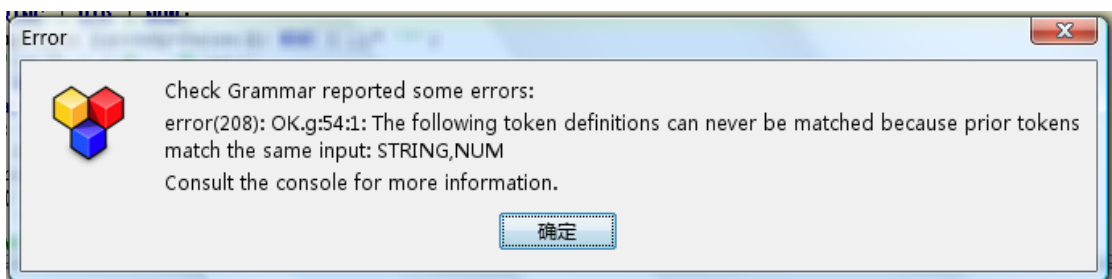 Error
Check Grammar reported some errors:
error(208): OK.g:54:1: The following token definitions can never be matched because prior tokens
match the same input: STRING,NUM
Consult the console for more information.
确定